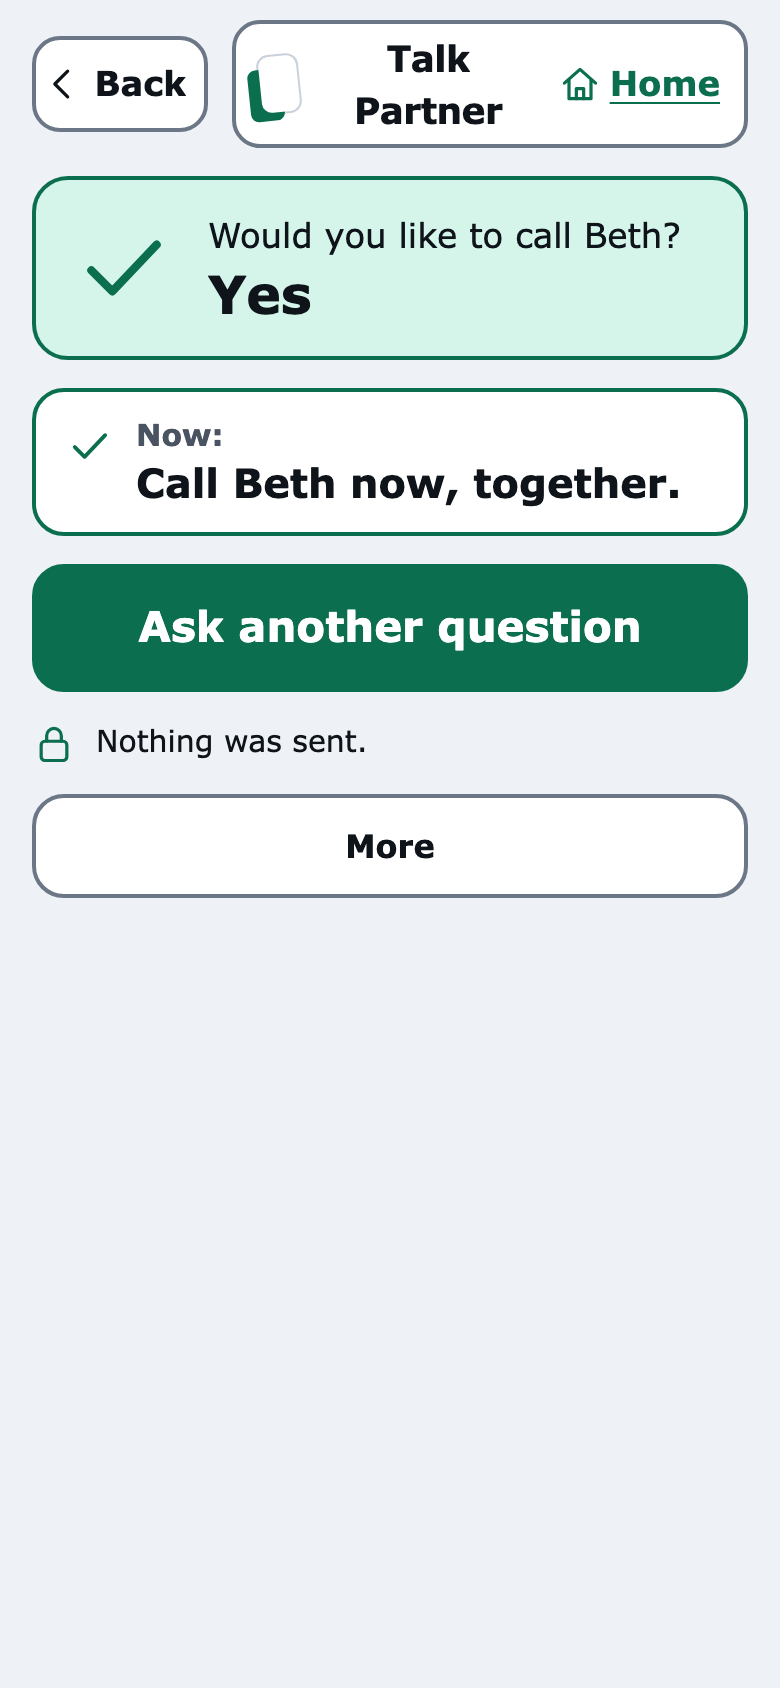 Back
Talk
Partner
Home
Would you like to call Beth?
Yes
Now:
Call Beth now, together.
Ask another question
Nothing was sent.
More